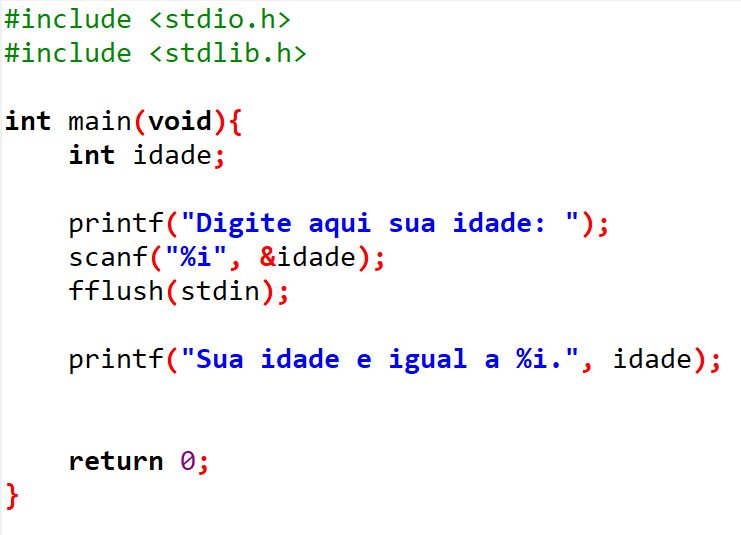 #include <stdio.h>
#include <stdlib.h>
int main(void){
    int idade;
    printf("Digite aqui sua idade: ");
    scanf("%i", &idade);
    fflush(stdin);
    printf("Sua idade e igual a %i.", idade);
    return 0;
}